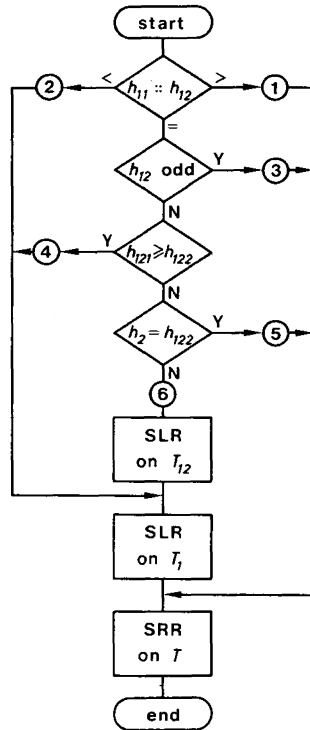 start
② < h₁₁ :: h₁₂ > ①
=
h₁₂ odd Y ③
N
④ Y h₁₂₁⩾h₁₂₂
N
h₂=h₁₂₂ Y ⑤
N
⑥
SLR
on T₁₂
SLR
on T₁
SRR
on T
end